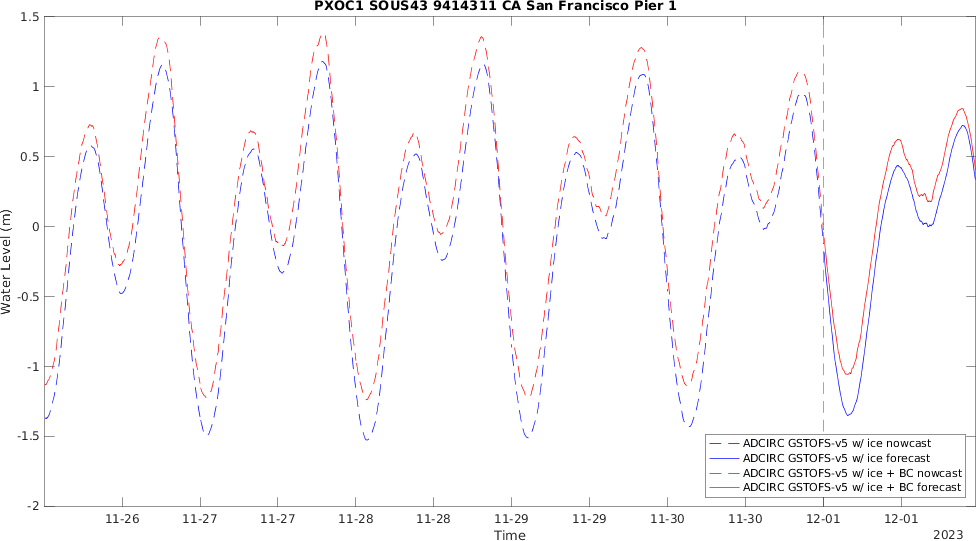 PXOC1 SOUS43 9414311 CA San Francisco Pier 1
1.5
1
0.5
0
-0.5
-1
-1.5
-2
Water Level (m)
ADCIRC GSTOFS-v5 w/ ice nowcast
ADCIRC GSTOFS-v5 w/ ice forecast
ADCIRC GSTOFS-v5 w/ ice + BC nowcast
ADCIRC GSTOFS-v5 w/ ice + BC forecast
11-26 11-27 11-27 11-28 11-28 11-29 11-29 11-30 11-30 12-01 12-01
Time
2023